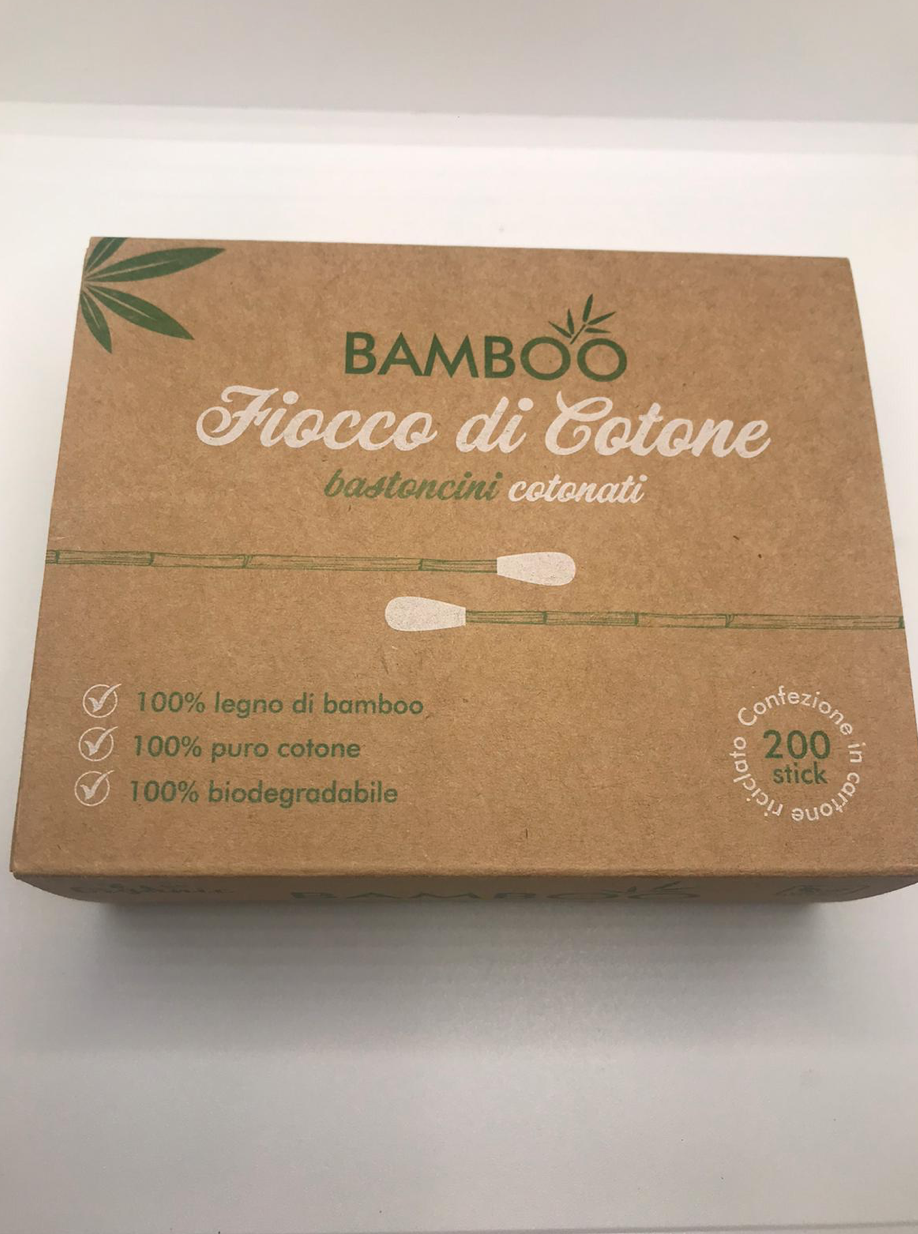 BAMBOO
Fiocco di Cotone
bastoncini cotonati
100% legno di bamboo
100% puro cotone
100% biodegradabile
Confezione in cartone riciclato
200
stick
BAMBOO